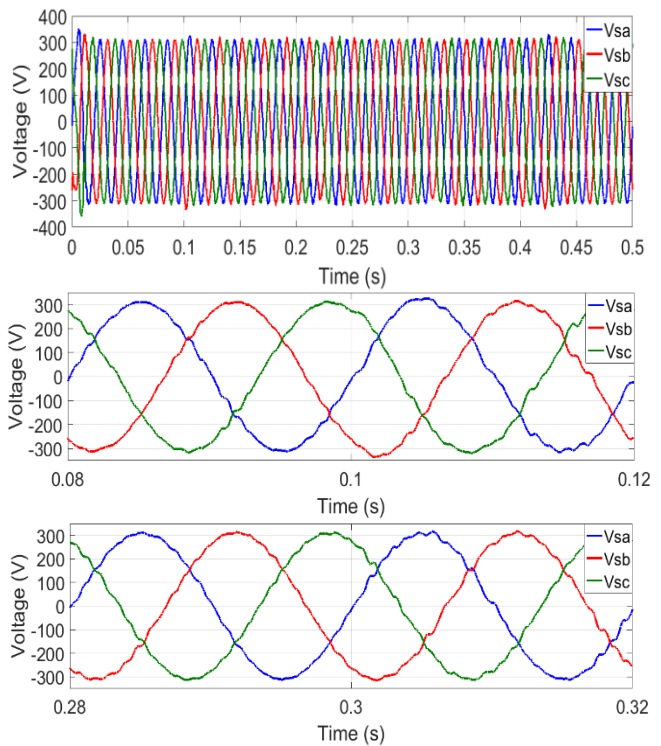 400
300
200
100
0
-100
-200
-300
-400
Voltage (V)
Vsa
Vsb
Vsc
0 0.05 0.1 0.15 0.2 0.25 0.3 0.35 0.4 0.45 0.5
Time (s)
300
200
100
0
-100
-200
-300
Voltage (V)
Vsa
Vsb
Vsc
0.08 0.1 0.12
Time (s)
300
200
100
0
-100
-200
-300
Voltage (V)
Vsa
Vsb
Vsc
0.28 0.3 0.32
Time (s)